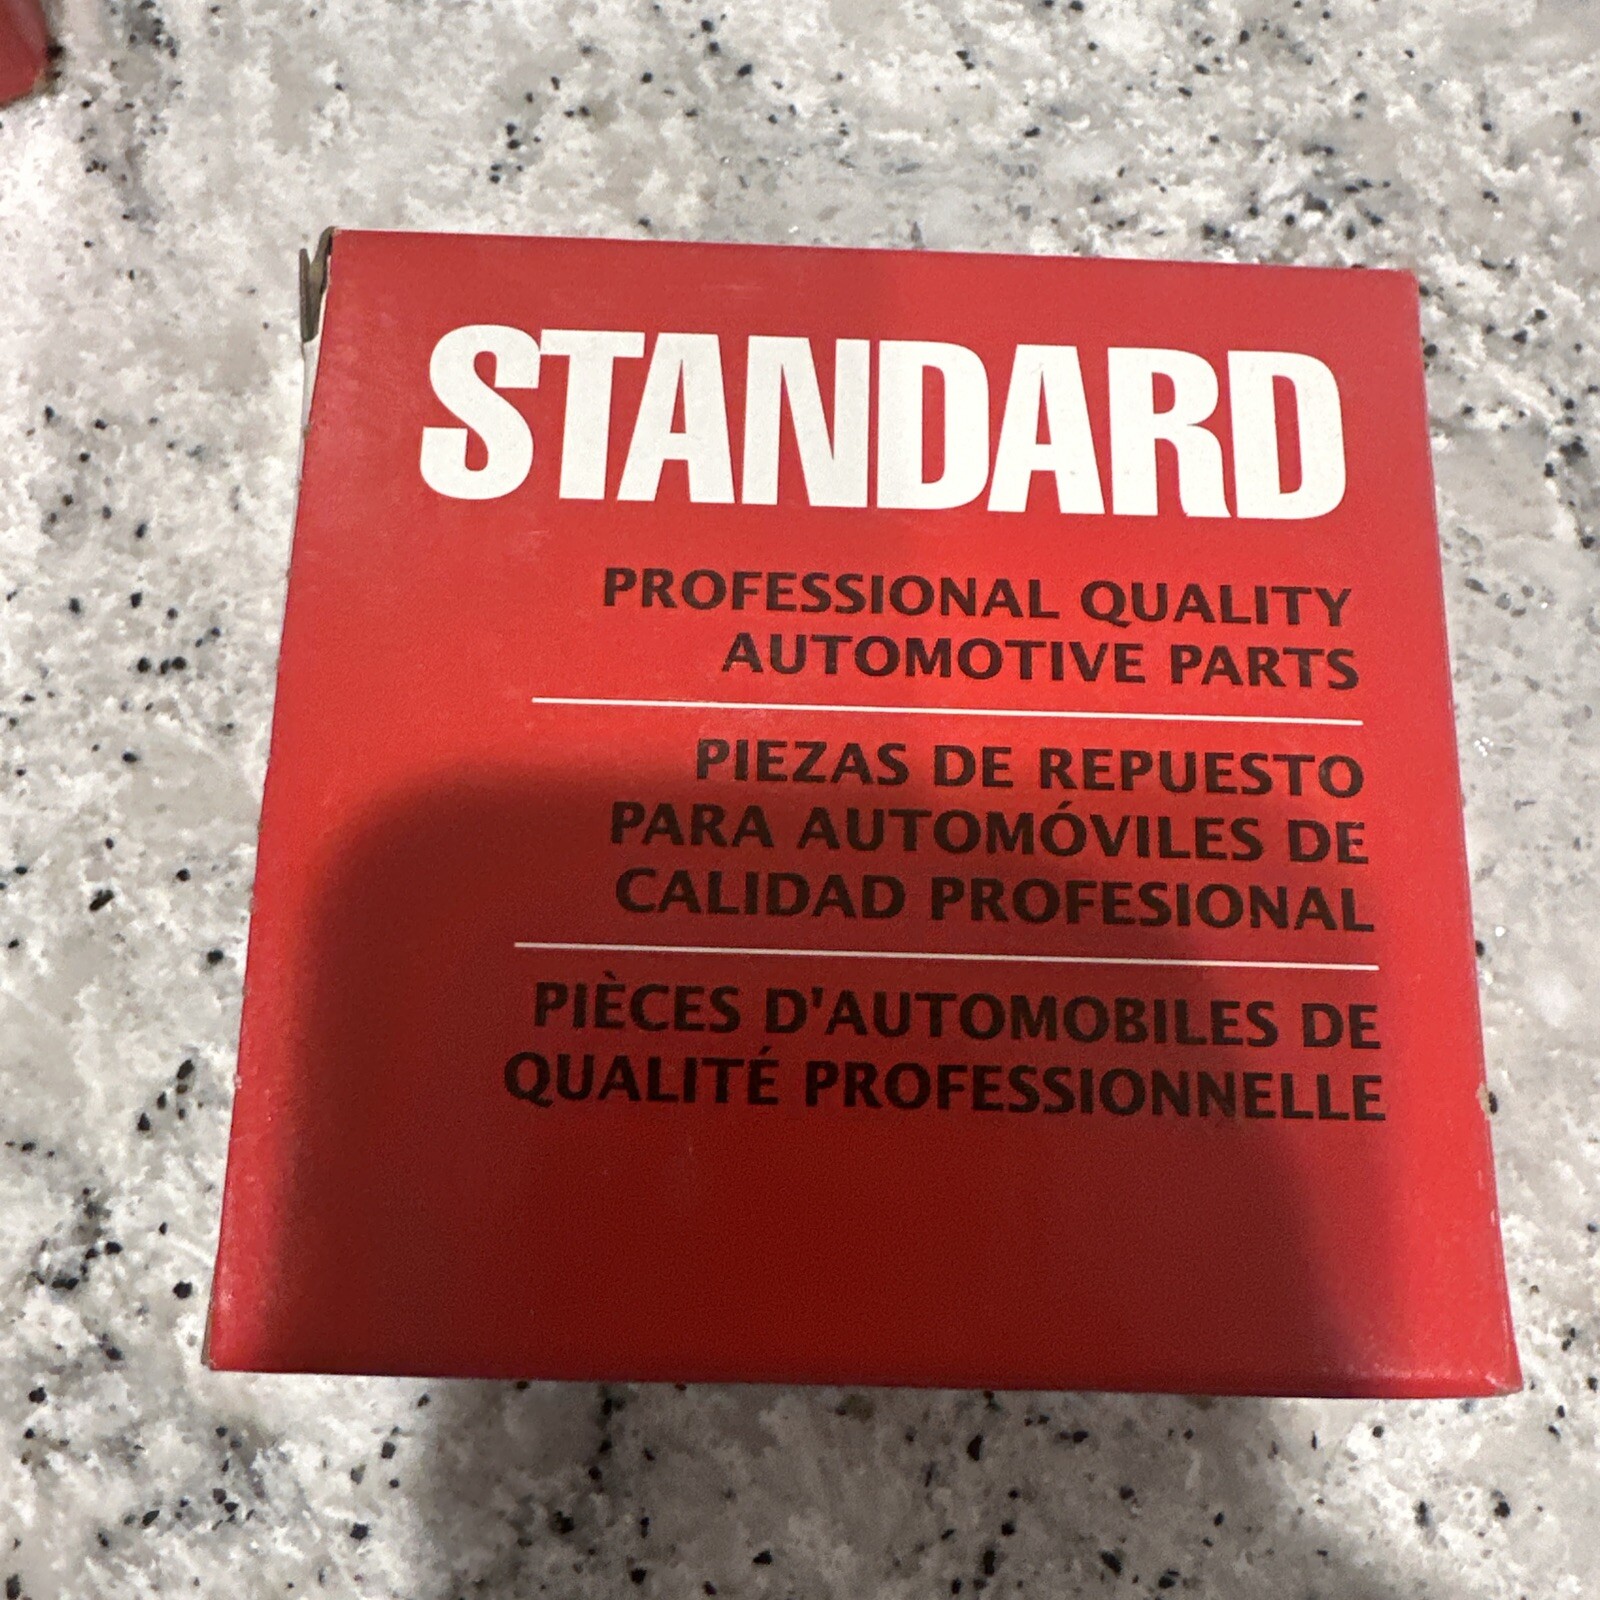 STANDARD
PROFESSIONAL QUALITY
AUTOMOTIVE PARTS
PIEZAS DE REPUESTO
PARA AUTOMÓVILES DE
CALIDAD PROFESIONAL
PIÈCES D'AUTOMOBILES DE
QUALITÉ PROFESSIONNELLE